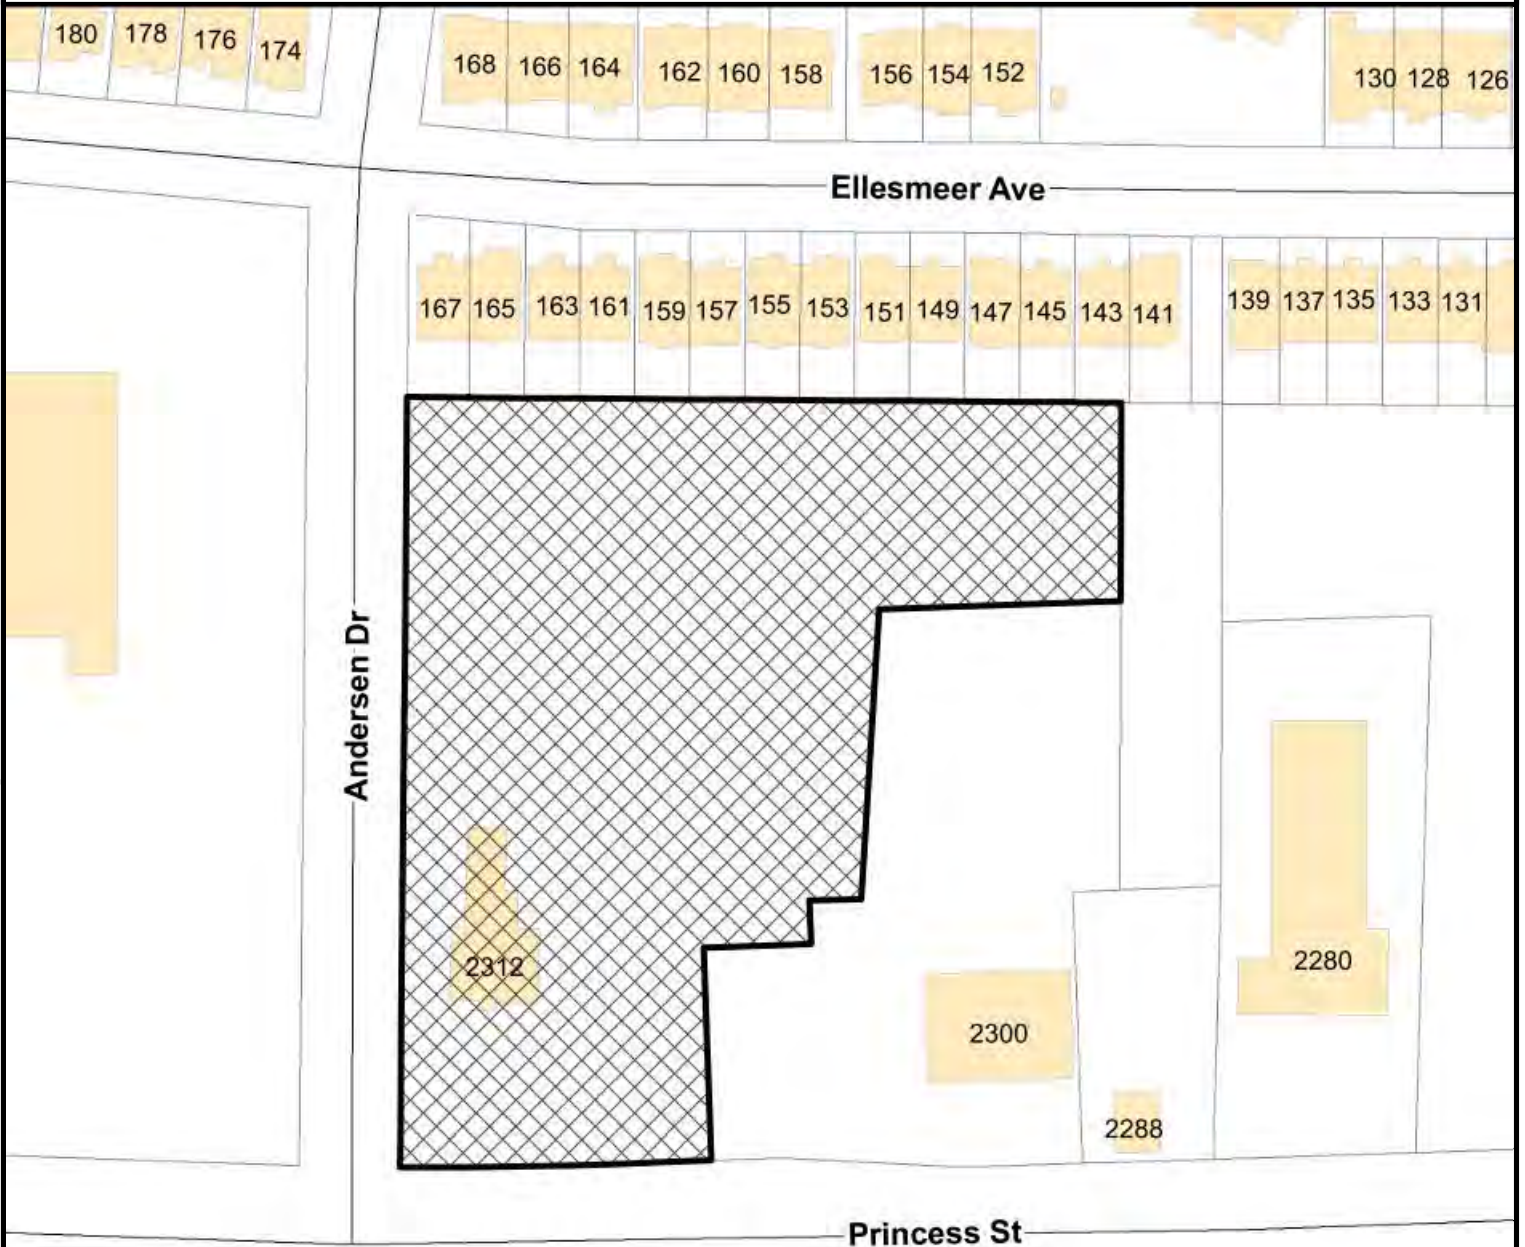 180 178 176 174
168 166 164 162 160 158 156 154 152 130 128 126
Ellesmeer Ave
167 165 163 161 159 157 155 153 151 149 147 145 143 141 139 137 135 133 131
Andersen Dr
2312
2280
2300
2288
Princess St